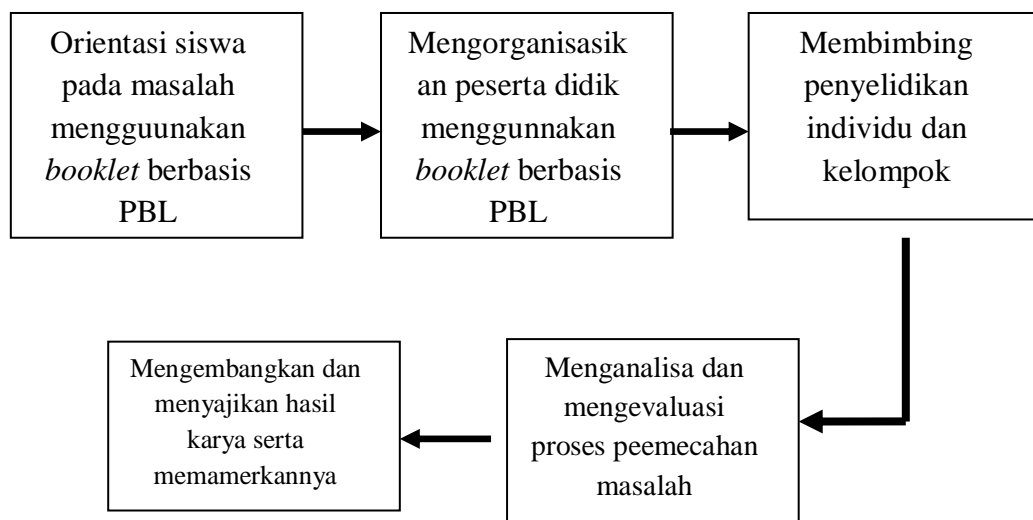 Orientasi siswa
pada masalah
mengguunakan
booklet berbasis
PBL
Mengorganisasik
an peserta didik
menggunnakan
booklet berbasis
PBL
Membimbing
penyelidikan
individu dan
kelompok
Menganalisa dan
mengevaluasi
proses peemecahan
masalah
Mengembangkan dan
menyajikan hasil
karya serta
memamerkannya